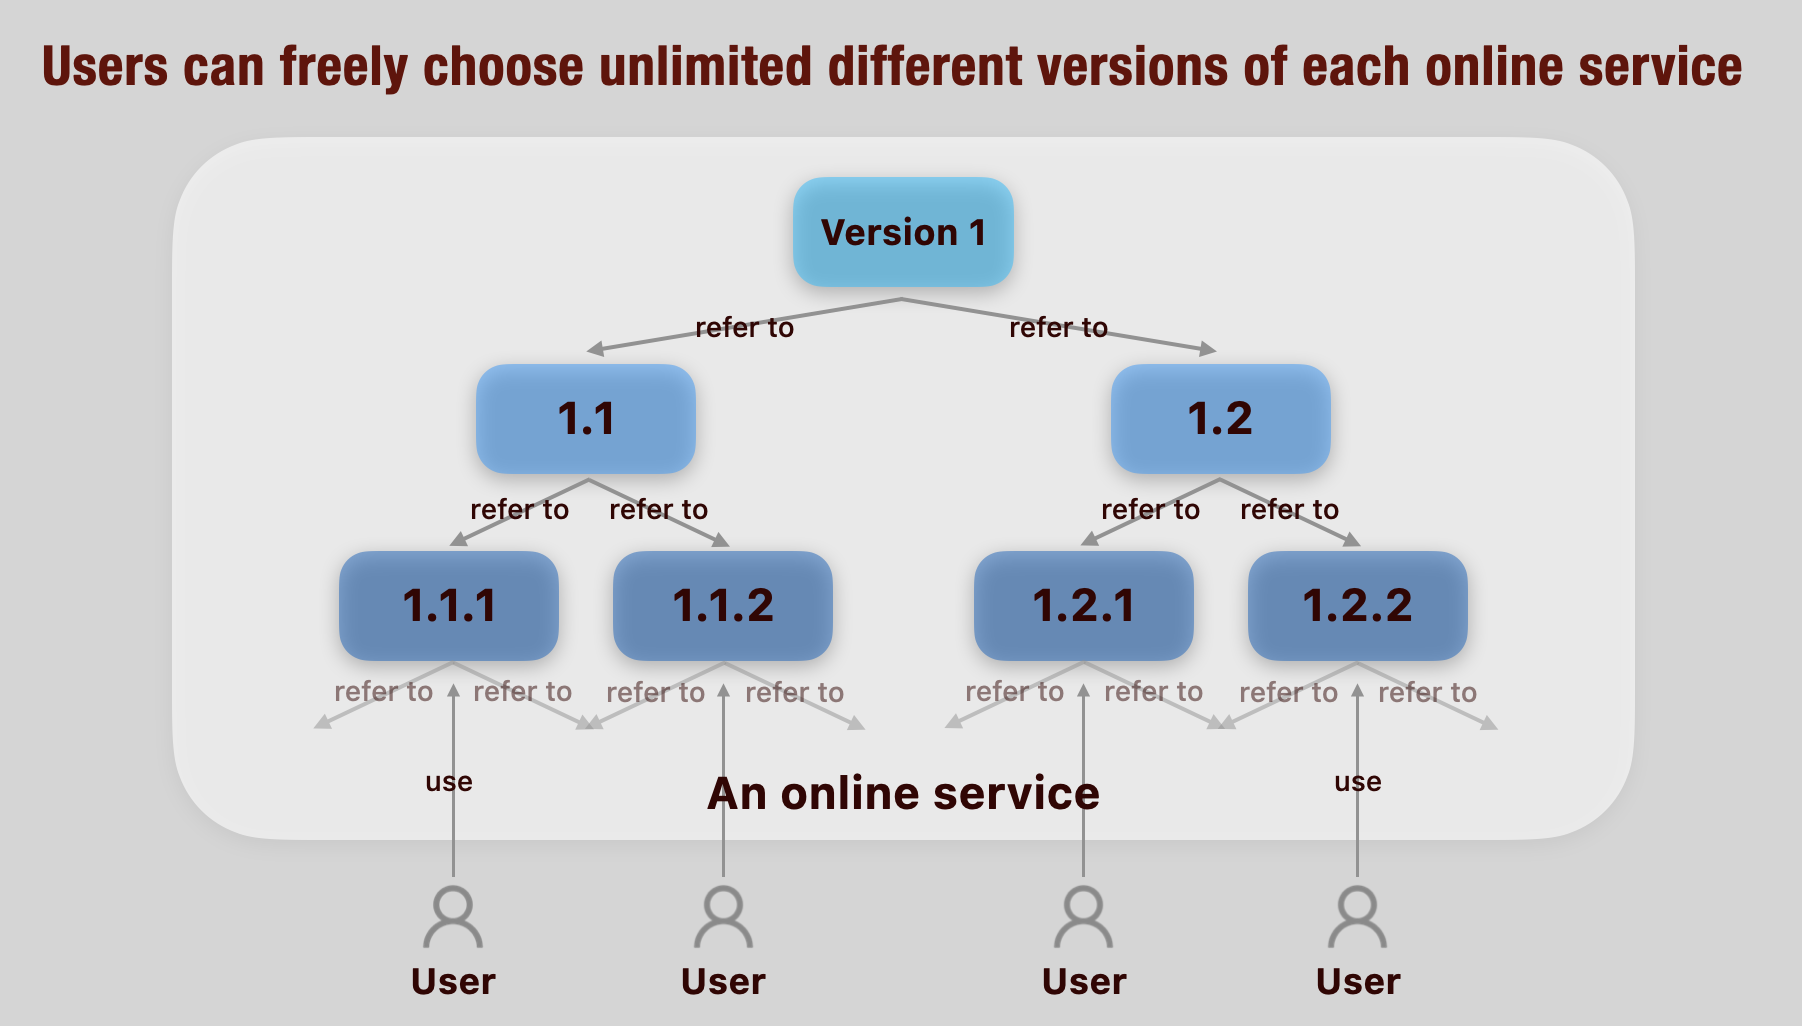 Users can freely choose unlimited different versions of each online service
Version 1
refer to
refer to
1.1
1.2
refer to
refer to
refer to
refer to
1.1.1
1.1.2
1.2.1
1.2.2
refer to
refer to
refer to
refer to
refer to
refer to
refer to
refer to
use
An online service
use
User
User
User
User